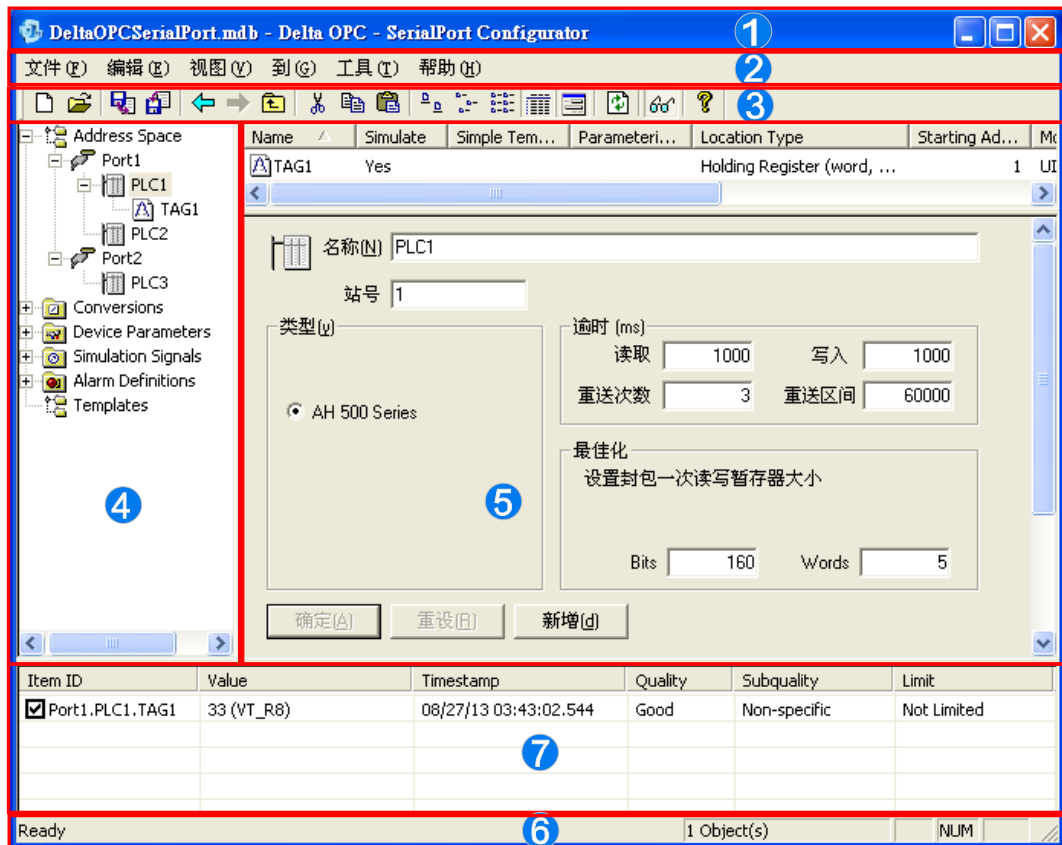 DeltaOPCSerialPort.mdb - Delta OPC - SerialPort Configurator
1
文件(F) 编辑(E) 视图(V) 到(G) 工具(T) 帮助(H)
2
3
Address Space
Port1
PLC1
TAG1
PLC2
Port2
PLC3
Conversions
Device Parameters
Simulation Signals
Alarm Definitions
Templates
4
Name Simulate Simple Tem... Parameteri... Location Type Starting Ad... Mo
TAG1 Yes Holding Register (word, ... 1 UI
名称(N) PLC1
站号 1
类型(y)
AH 500 Series
逾时 (ms)
读取 1000 写入 1000
重送次数 3 重送区间 60000
最佳化
设置封包一次读写暂存器大小
5
Bits 160 Words 5
确定(A) 重设(R) 新增(d)
Item ID Value Timestamp Quality Subquality Limit
Port1.PLC1.TAG1 33 (VT_R8) 08/27/13 03:43:02.544 Good Non-specific Not Limited
7
Ready 6 1 Object(s) NUM